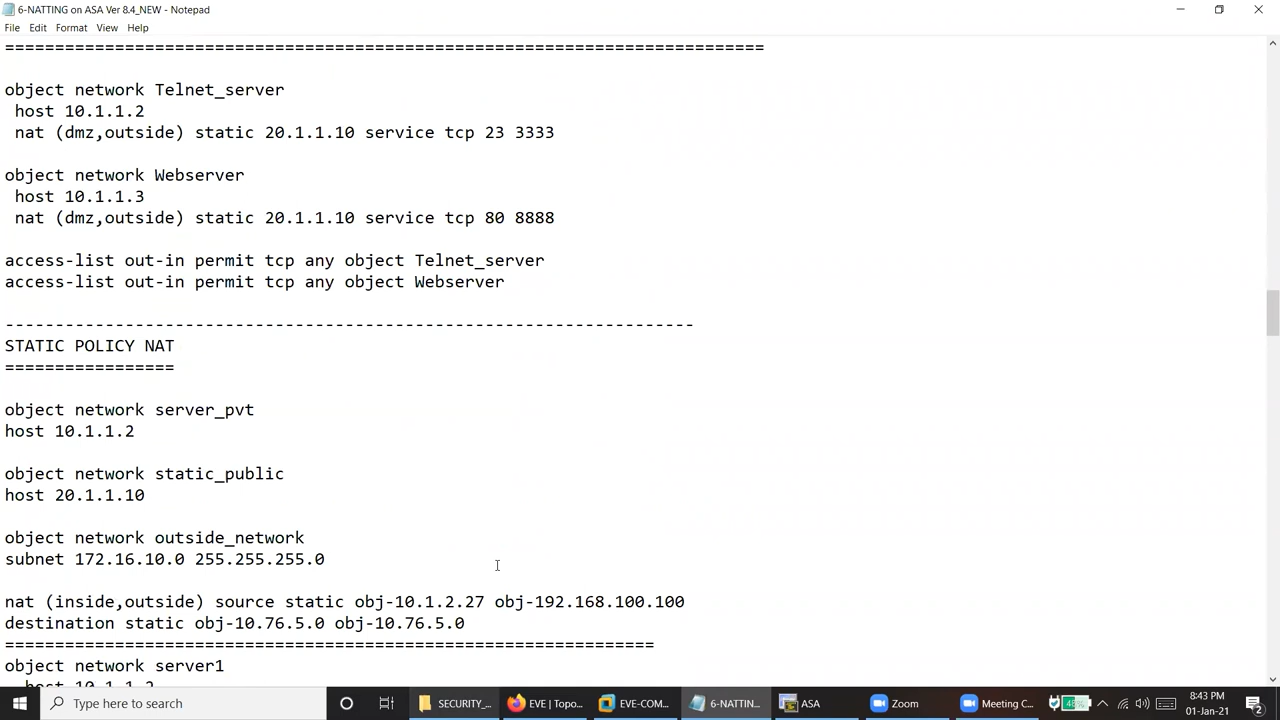 6-NATTING on ASA Ver 8.4_NEW - Notepad
File Edit Format View Help
============================================================================
object network Telnet_server
host 10.1.1.2
nat (dmz,outside) static 20.1.1.10 service tcp 23 3333
object network Webserver
host 10.1.1.3
nat (dmz,outside) static 20.1.1.10 service tcp 80 8888
access-list out-in permit tcp any object Telnet_server
access-list out-in permit tcp any object Webserver
---------------------------------------------------------------------
STATIC POLICY NAT
=================
object network server_pvt
host 10.1.1.2
object network static_public
host 20.1.1.10
object network outside_network
subnet 172.16.10.0 255.255.255.0
nat (inside,outside) source static obj-10.1.2.27 obj-192.168.100.100
destination static obj-10.76.5.0 obj-10.76.5.0
=================================================================
object network server1
host 10.1.1.2
Type here to search
SECURITY_...
EVE | Topo...
EVE-COM...
6-NATTIN...
ASA
Zoom
Meeting C...
48%
8:43 PM
01-Jan-21
2